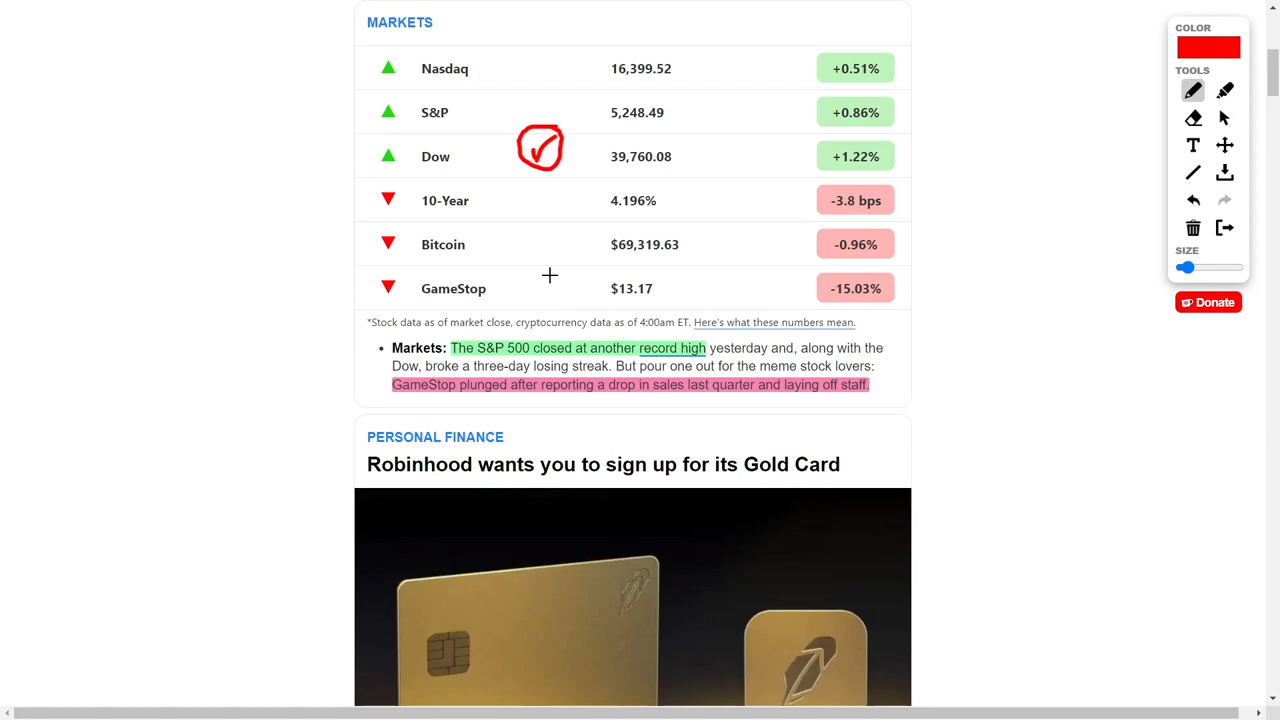 MARKETS
Nasdaq 16,399.52 +0.51%
S&P 5,248.49 +0.86%
Dow 39,760.08 +1.22%
10-Year 4.196% -3.8 bps
Bitcoin $69,319.63 -0.96%
GameStop $13.17 -15.03%
*Stock data as of market close, cryptocurrency data as of 4:00am ET. Here's what these numbers mean.
• Markets: The S&P 500 closed at another record high yesterday and, along with the
Dow, broke a three-day losing streak. But pour one out for the meme stock lovers:
GameStop plunged after reporting a drop in sales last quarter and laying off staff.
PERSONAL FINANCE
Robinhood wants you to sign up for its Gold Card
COLOR
TOOLS
T
SIZE
Donate